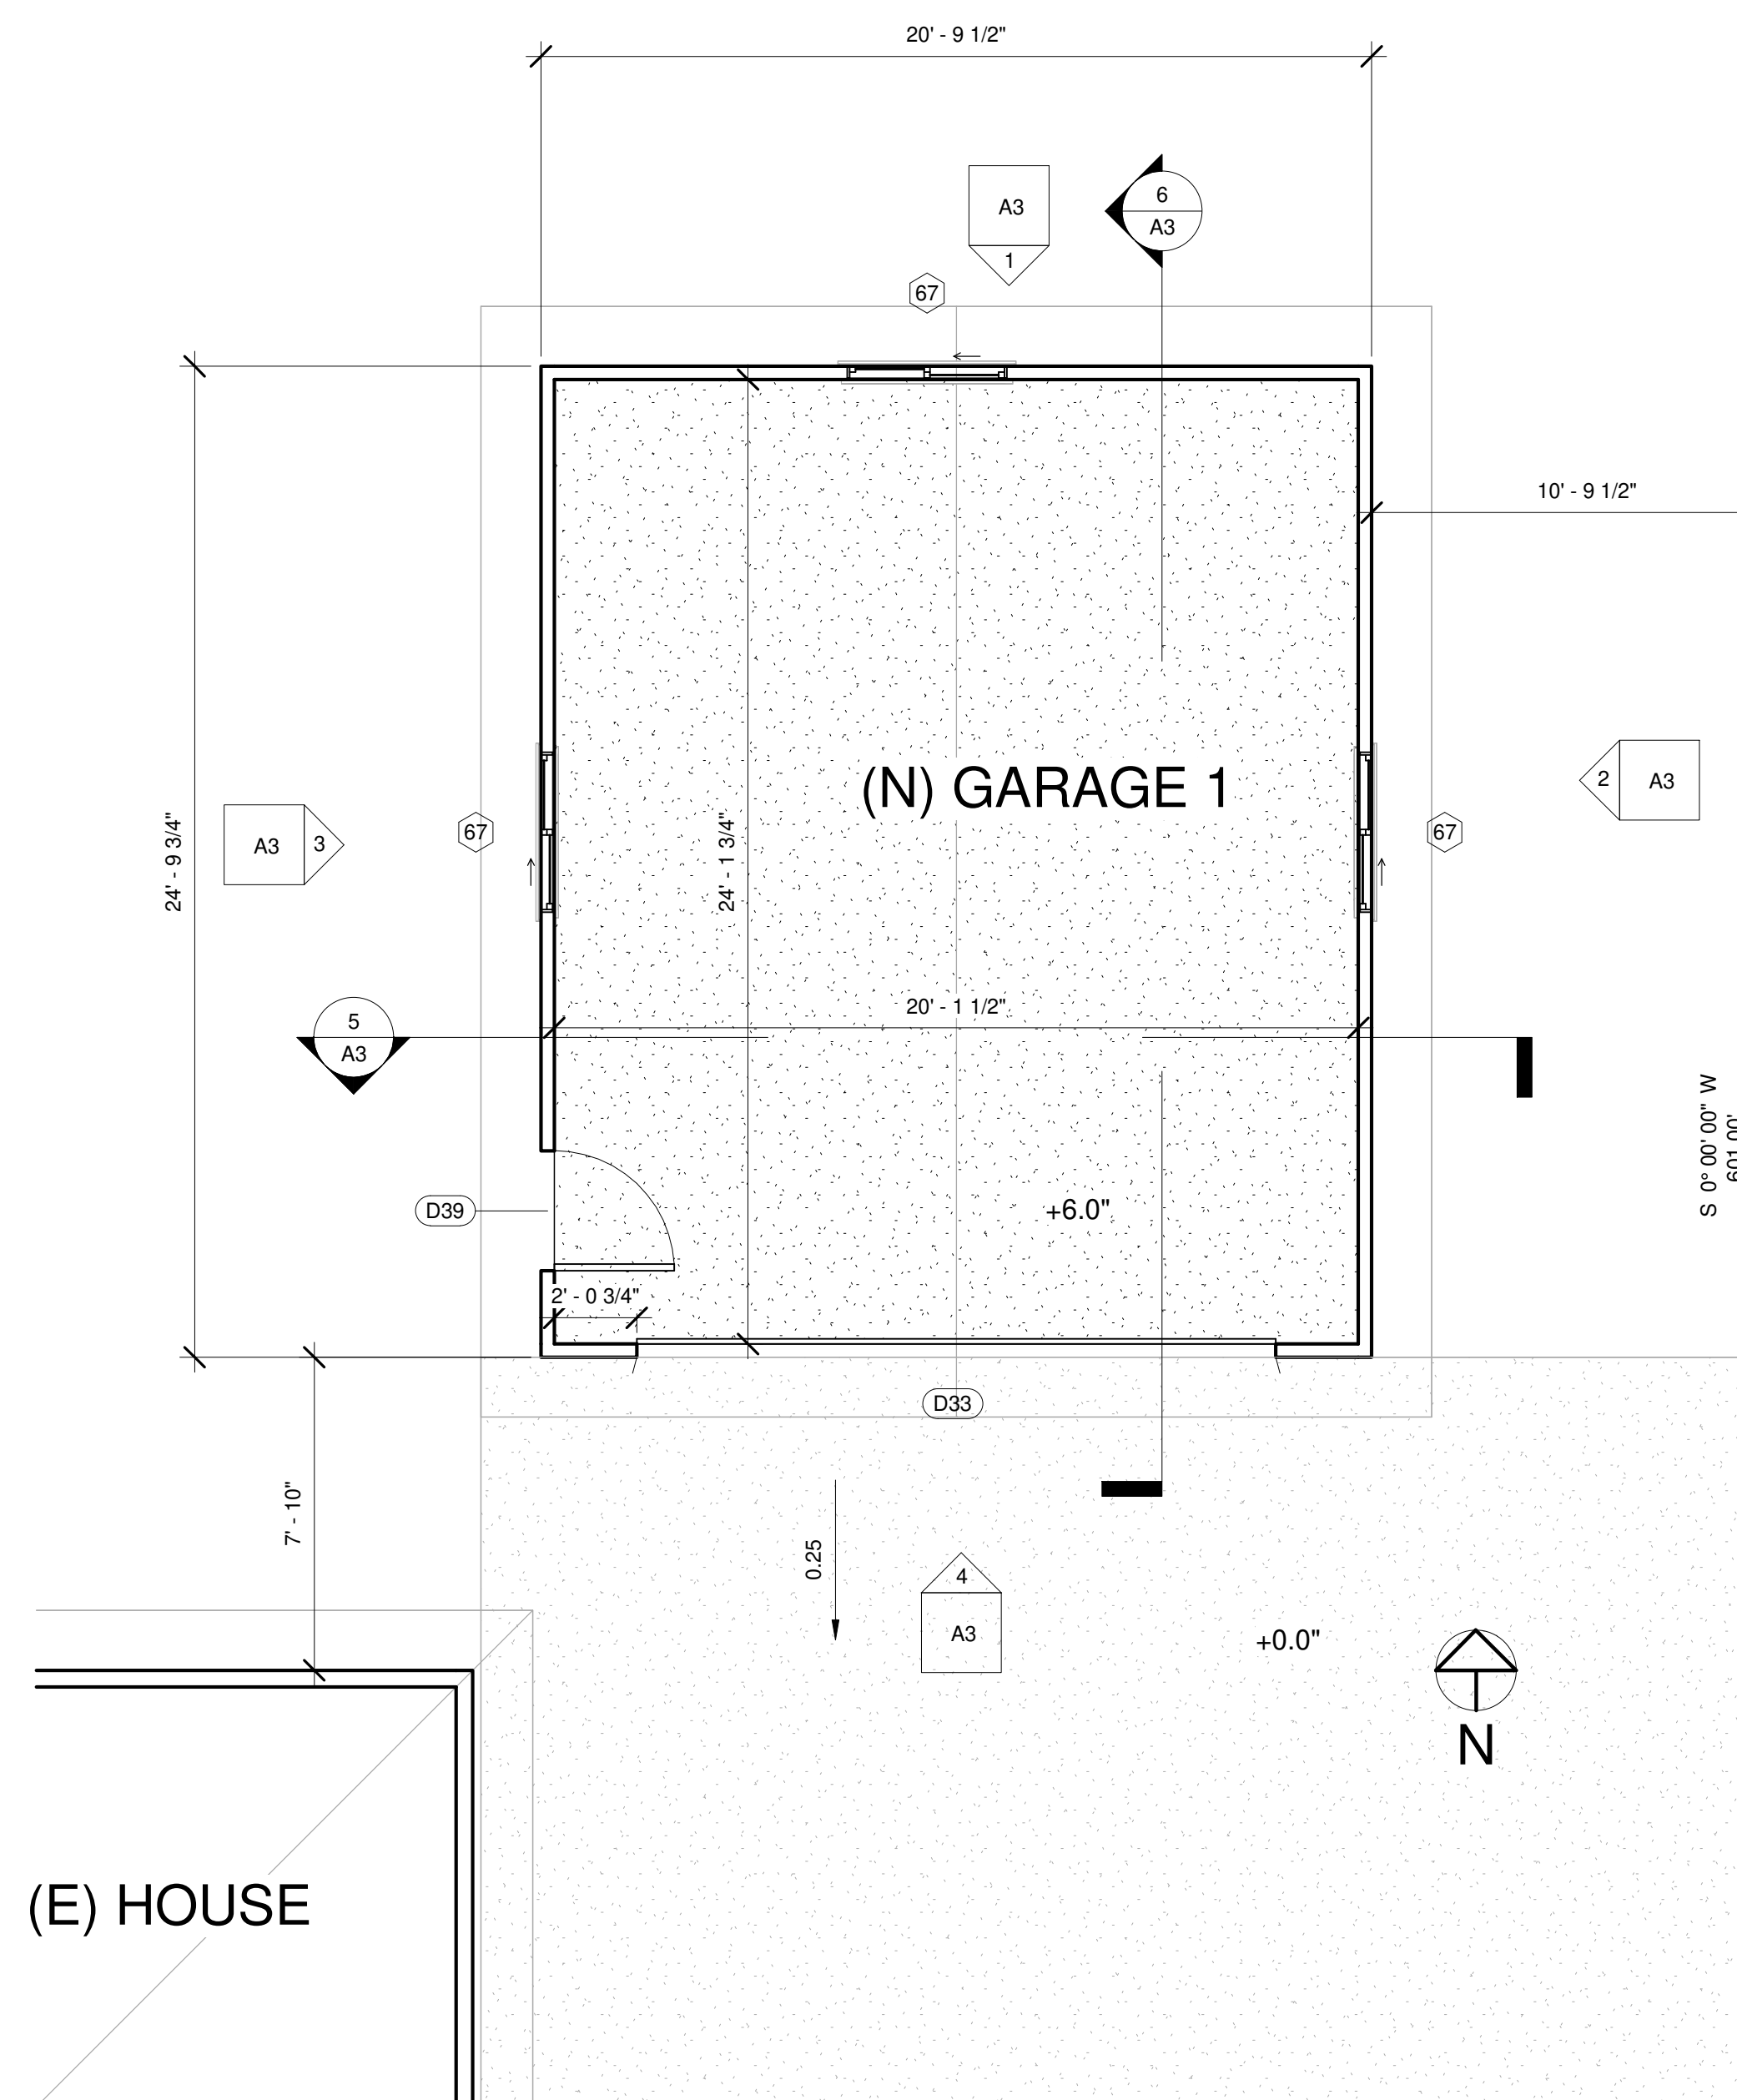 20' - 9 1/2"
A3
1
6
A3
67
10' - 9 1/2"
(N) GARAGE 1
2
A3
24' - 9 3/4"
A3
3
67
24' - 1 3/4"
67
20' - 1 1/2"
5
A3
S 0° 00' 00" W
601.00'
D39
+6.0"
2' - 0 3/4"
D33
7' - 10"
0.25
4
A3
+0.0"
N
(E) HOUSE